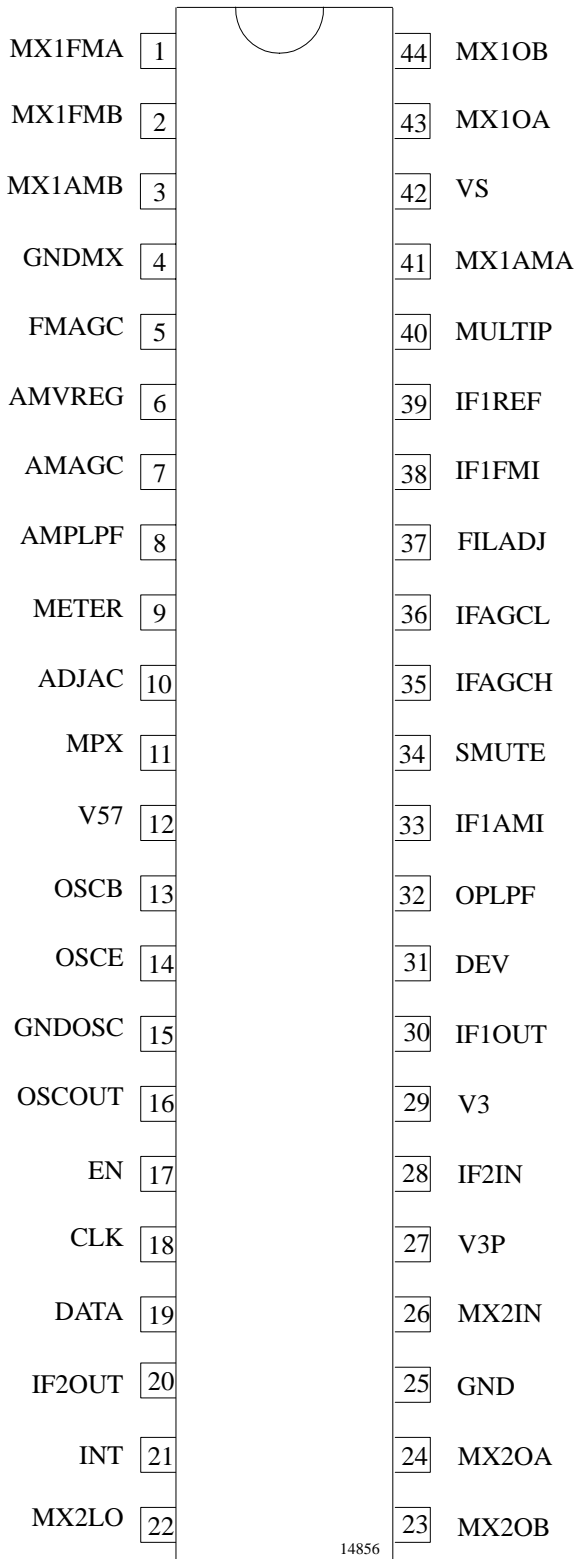 MX1FMA 1 44 MX1OB
MX1FMB 2 43 MX1OA
MX1AMB 3 42 VS
GNDMX 4 41 MX1AMA
FMAGC 5 40 MULTIP
AMVREG 6 39 IF1REF
AMAGC 7 38 IF1FMI
AMPLPF 8 37 FILADJ
METER 9 36 IFAGCL
ADJAC 10 35 IFAGCH
MPX 11 34 SMUTE
V57 12 33 IF1AMI
OSCB 13 32 OPLPF
OSCE 14 31 DEV
GNDOSC 15 30 IF1OUT
OSCOUT 16 29 V3
EN 17 28 IF2IN
CLK 18 27 V3P
DATA 19 26 MX2IN
IF2OUT 20 25 GND
INT 21 24 MX2OA
MX2LO 22 23 MX2OB
14856